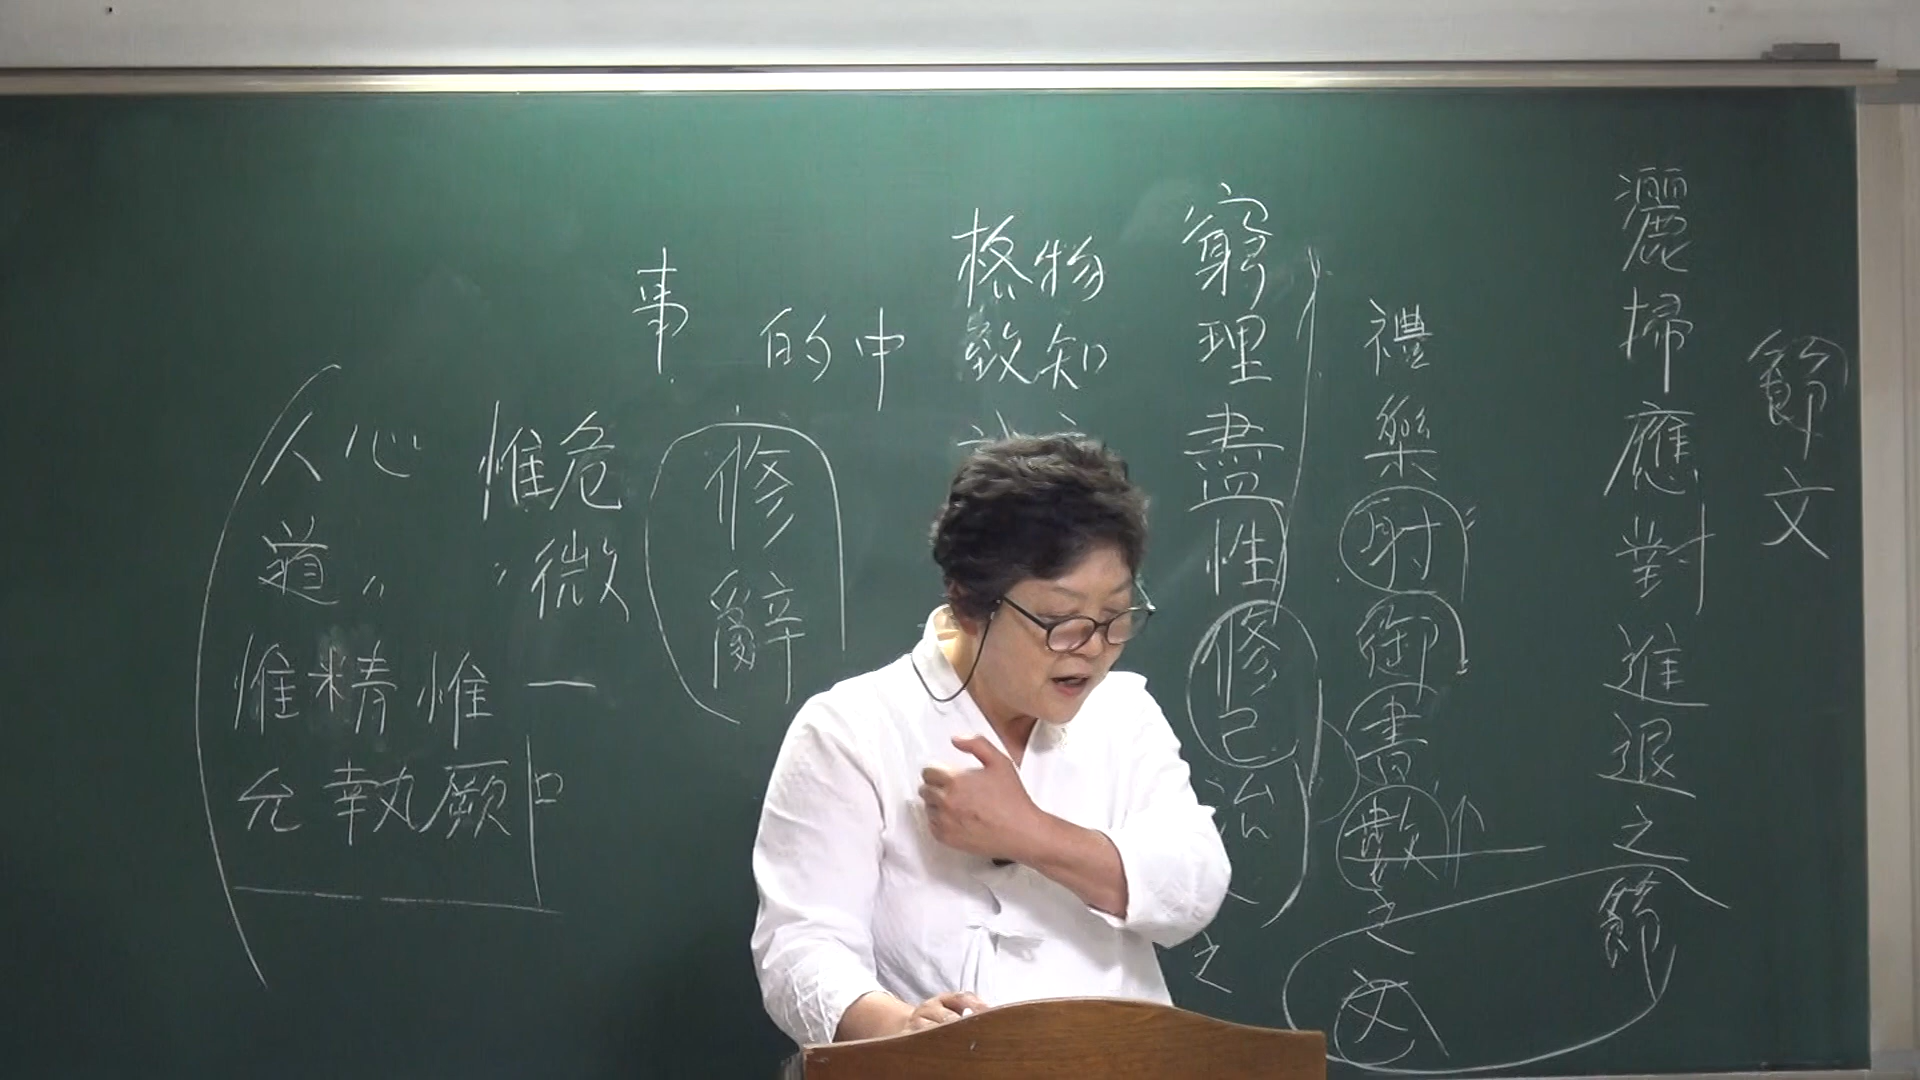 節文
灑掃應對進退之節
禮樂射御書數之文
窮理盡性修己治人之
格物
致知
的中
事
修辭
人心 惟危
道〃 〃微
惟精惟一
允執厥中